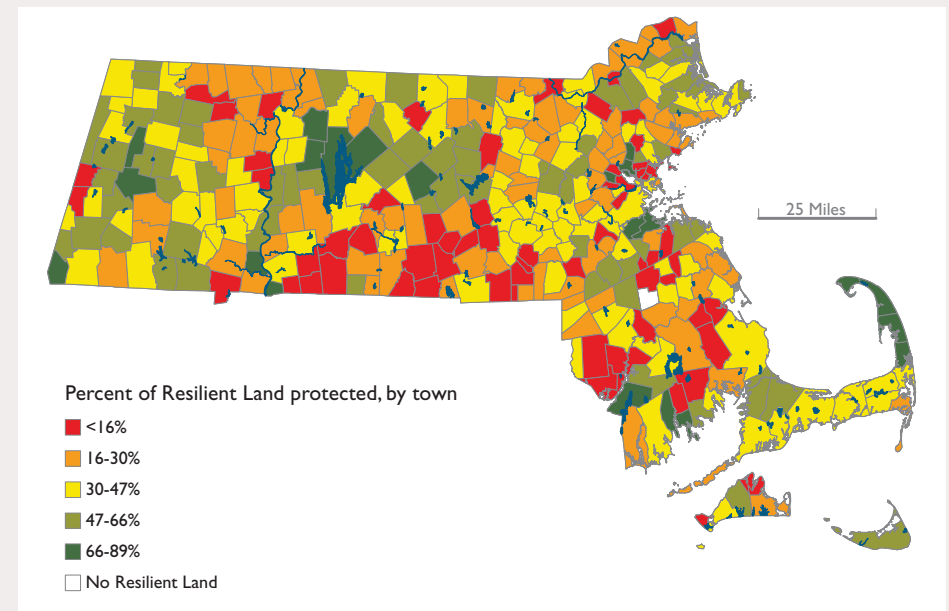 25 Miles
Percent of Resilient Land protected, by town
<16%
16-30%
30-47%
47-66%
66-89%
No Resilient Land